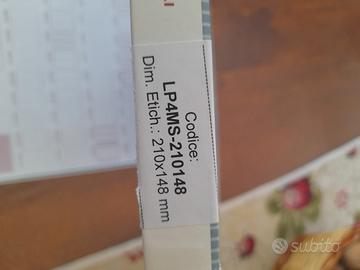 Codice:
LP4MS-210148
Dim. Etich.: 210x148 mm
subito